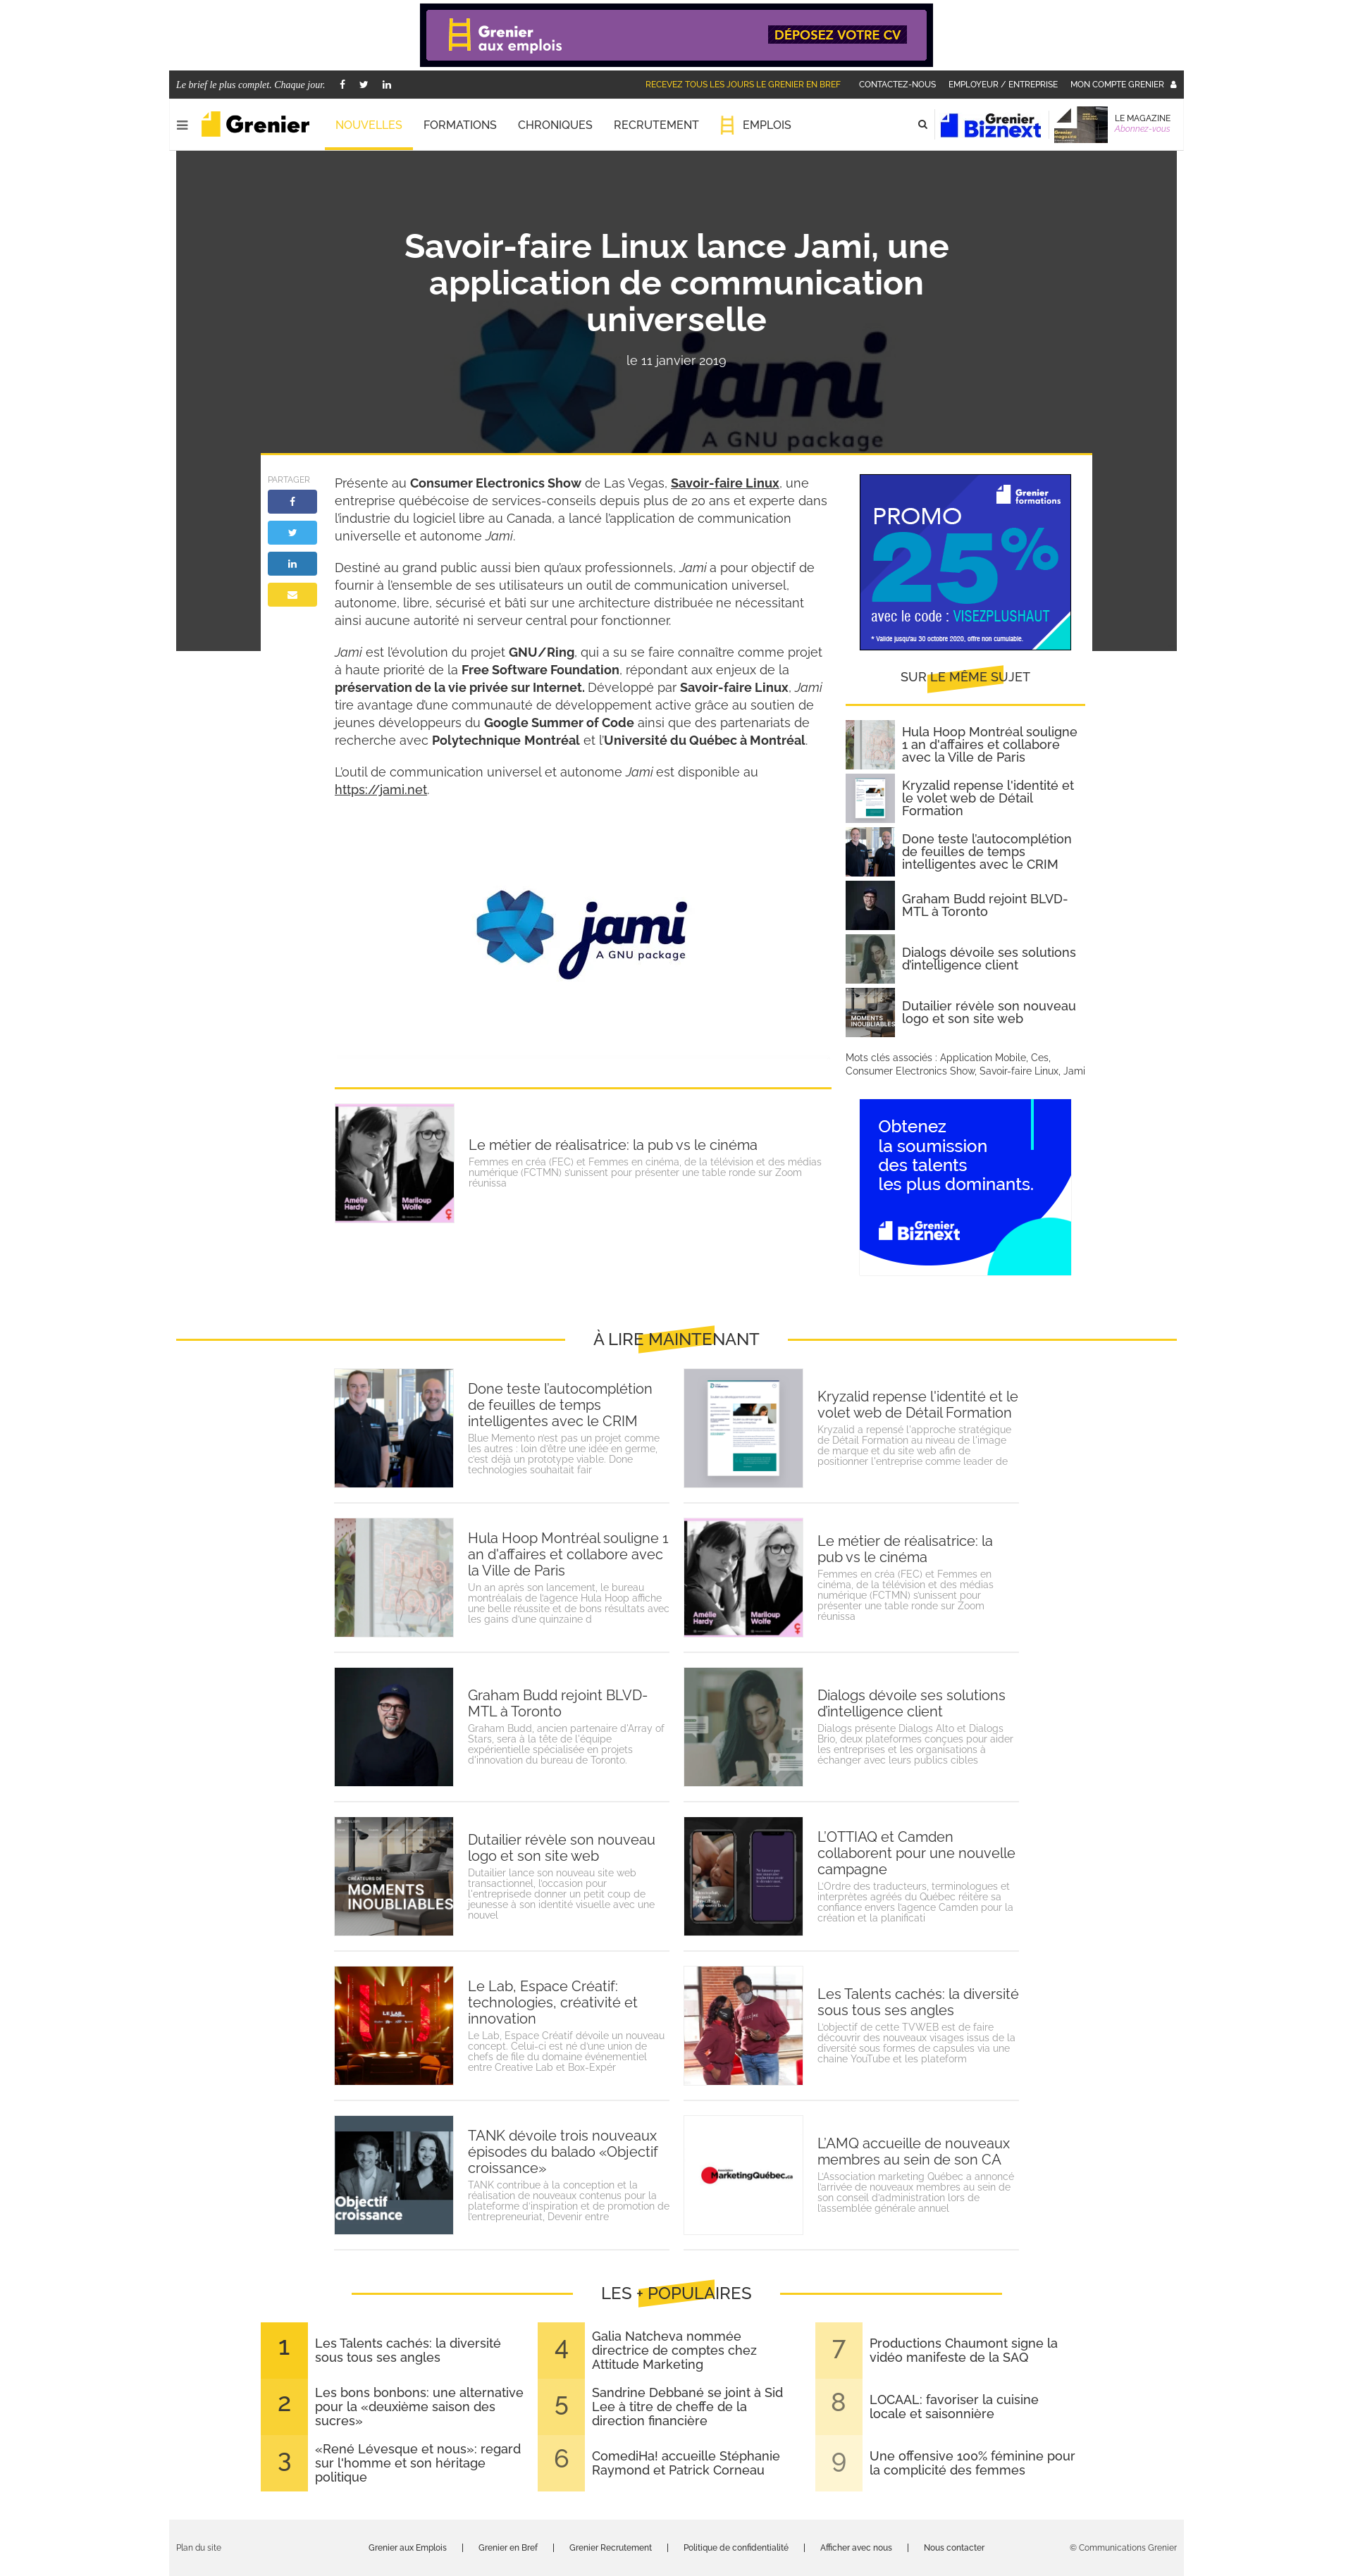 Grenier
aux emplois
DÉPOSEZ VOTRE CV
Le brief le plus complet. Chaque jour.
RECEVEZ TOUS LES JOURS LE GRENIER EN BREF
CONTACTEZ-NOUS
EMPLOYEUR / ENTREPRISE
MON COMPTE GRENIER
Grenier
NOUVELLES
FORMATIONS
CHRONIQUES
RECRUTEMENT
EMPLOIS
Grenier
Biznext
LE MAGAZINE
Abonnez-vous
Savoir-faire Linux lance Jami, une
application de communication
universelle
le 11 janvier 2019
jami
A GNU package
PARTAGER
Présente au Consumer Electronics Show de Las Vegas, Savoir-faire Linux, une
entreprise québécoise de services-conseils depuis plus de 20 ans et experte dans
l'industrie du logiciel libre au Canada, a lancé l'application de communication
universelle et autonome Jami.
Destiné au grand public aussi bien qu'aux professionnels, Jami a pour objectif de
fournir à l'ensemble de ses utilisateurs un outil de communication universel,
autonome, libre, sécurisé et bâti sur une architecture distribuée ne nécessitant
ainsi aucune autorité ni serveur central pour fonctionner.
Jami est l'évolution du projet GNU/Ring, qui a su se faire connaître comme projet
à haute priorité de la Free Software Foundation, répondant aux enjeux de la
préservation de la vie privée sur Internet. Développé par Savoir-faire Linux, Jami
tire avantage d'une communauté de développement active grâce au soutien de
jeunes développeurs du Google Summer of Code ainsi que des partenariats de
recherche avec Polytechnique Montréal et l'Université du Québec à Montréal.
L'outil de communication universel et autonome Jami est disponible au
https://jami.net.
jami
A GNU package
Grenier
formations
PROMO
25%
avec le code : VISEZPLUSHAUT
* Valide jusqu'au 30 octobre 2020, offre non cumulable.
SUR LE MÊME SUJET
Hula Hoop Montréal souligne
1 an d'affaires et collabore
avec la Ville de Paris
Kryzalid repense l'identité et
le volet web de Détail
Formation
Done teste l'autocomplétion
de feuilles de temps
intelligentes avec le CRIM
Graham Budd rejoint BLVD-
MTL à Toronto
Dialogs dévoile ses solutions
d'intelligence client
MOMENTS
INOUBLIABLES
Dutailier révèle son nouveau
logo et son site web
Mots clés associés : Application Mobile, Ces,
Consumer Electronics Show, Savoir-faire Linux, Jami
Obtenez
la soumission
des talents
les plus dominants.
Grenier
Biznext
Amélie
Hardy
Mariloup
Wolfe
Le métier de réalisatrice: la pub vs le cinéma
Femmes en créa (FEC) et Femmes en cinéma, de la télévision et des médias
numérique (FCTMN) s'unissent pour présenter une table ronde sur Zoom
réunissa
À LIRE MAINTENANT
Done teste l'autocomplétion
de feuilles de temps
intelligentes avec le CRIM
Blue Memento n'est pas un projet comme
les autres : loin d'être une idée en germe,
c'est déjà un prototype viable. Done
technologies souhaitait fair
Kryzalid repense l'identité et le
volet web de Détail Formation
Kryzalid a repensé l'approche stratégique
de Détail Formation au niveau de l'image
de marque et du site web afin de
positionner l'entreprise comme leader de
Hula Hoop Montréal souligne 1
an d'affaires et collabore avec
la Ville de Paris
Un an après son lancement, le bureau
montréalais de l'agence Hula Hoop affiche
une belle réussite et de bons résultats avec
les gains d'une quinzaine d
Amélie
Hardy
Mariloup
Wolfe
Le métier de réalisatrice: la
pub vs le cinéma
Femmes en créa (FEC) et Femmes en
cinéma, de la télévision et des médias
numérique (FCTMN) s'unissent pour
présenter une table ronde sur Zoom
réunissa
Graham Budd rejoint BLVD-
MTL à Toronto
Graham Budd, ancien partenaire d'Array of
Stars, sera à la tête de l'équipe
expérientielle spécialisée en projets
d'innovation du bureau de Toronto.
Dialogs dévoile ses solutions
d'intelligence client
Dialogs présente Dialogs Alto et Dialogs
Brio, deux plateformes conçues pour aider
les entreprises et les organisations à
échanger avec leurs publics cibles
CRÉATEURS DE
MOMENTS
INOUBLIABLES
Dutailier révèle son nouveau
logo et son site web
Dutailier lance son nouveau site web
transactionnel, l'occasion pour
l'entreprisede donner un petit coup de
jeunesse à son identité visuelle avec une
nouvel
L'OTTIAQ et Camden
collaborent pour une nouvelle
campagne
L'Ordre des traducteurs, terminologues et
interprètes agréés du Québec réitère sa
confiance envers l'agence Camden pour la
création et la planificati
LE LAB
Le Lab, Espace Créatif:
technologies, créativité et
innovation
Le Lab, Espace Créatif dévoile un nouveau
concept. Celui-ci est né d'une union de
chefs de file du domaine événementiel
entre Creative Lab et Box-Expér
Les Talents cachés: la diversité
sous tous ses angles
L'objectif de cette TVWEB est de faire
découvrir des nouveaux visages issus de la
diversité sous formes de capsules via une
chaine YouTube et les plateform
Objectif
croissance
TANK dévoile trois nouveaux
épisodes du balado «Objectif
croissance»
TANK contribue à la conception et la
réalisation de nouveaux contenus pour la
plateforme d'inspiration et de promotion de
l'entrepreneuriat, Devenir entre
MarketingQuébec.ca
L'AMQ accueille de nouveaux
membres au sein de son CA
L'Association marketing Québec a annoncé
l'arrivée de nouveaux membres au sein de
son conseil d'administration lors de
l'assemblée générale annuel
LES + POPULAIRES
1
Les Talents cachés: la diversité
sous tous ses angles
2
Les bons bonbons: une alternative
pour la «deuxième saison des
sucres»
3
«René Lévesque et nous»: regard
sur l'homme et son héritage
politique
4
Galia Natcheva nommée
directrice de comptes chez
Attitude Marketing
5
Sandrine Debbané se joint à Sid
Lee à titre de cheffe de la
direction financière
6
ComediHa! accueille Stéphanie
Raymond et Patrick Corneau
7
Productions Chaumont signe la
vidéo manifeste de la SAQ
8
LOCAAL: favoriser la cuisine
locale et saisonnière
9
Une offensive 100% féminine pour
la complicité des femmes
Plan du site
Grenier aux Emplois
Grenier en Bref
Grenier Recrutement
Politique de confidentialité
Afficher avec nous
Nous contacter
© Communications Grenier